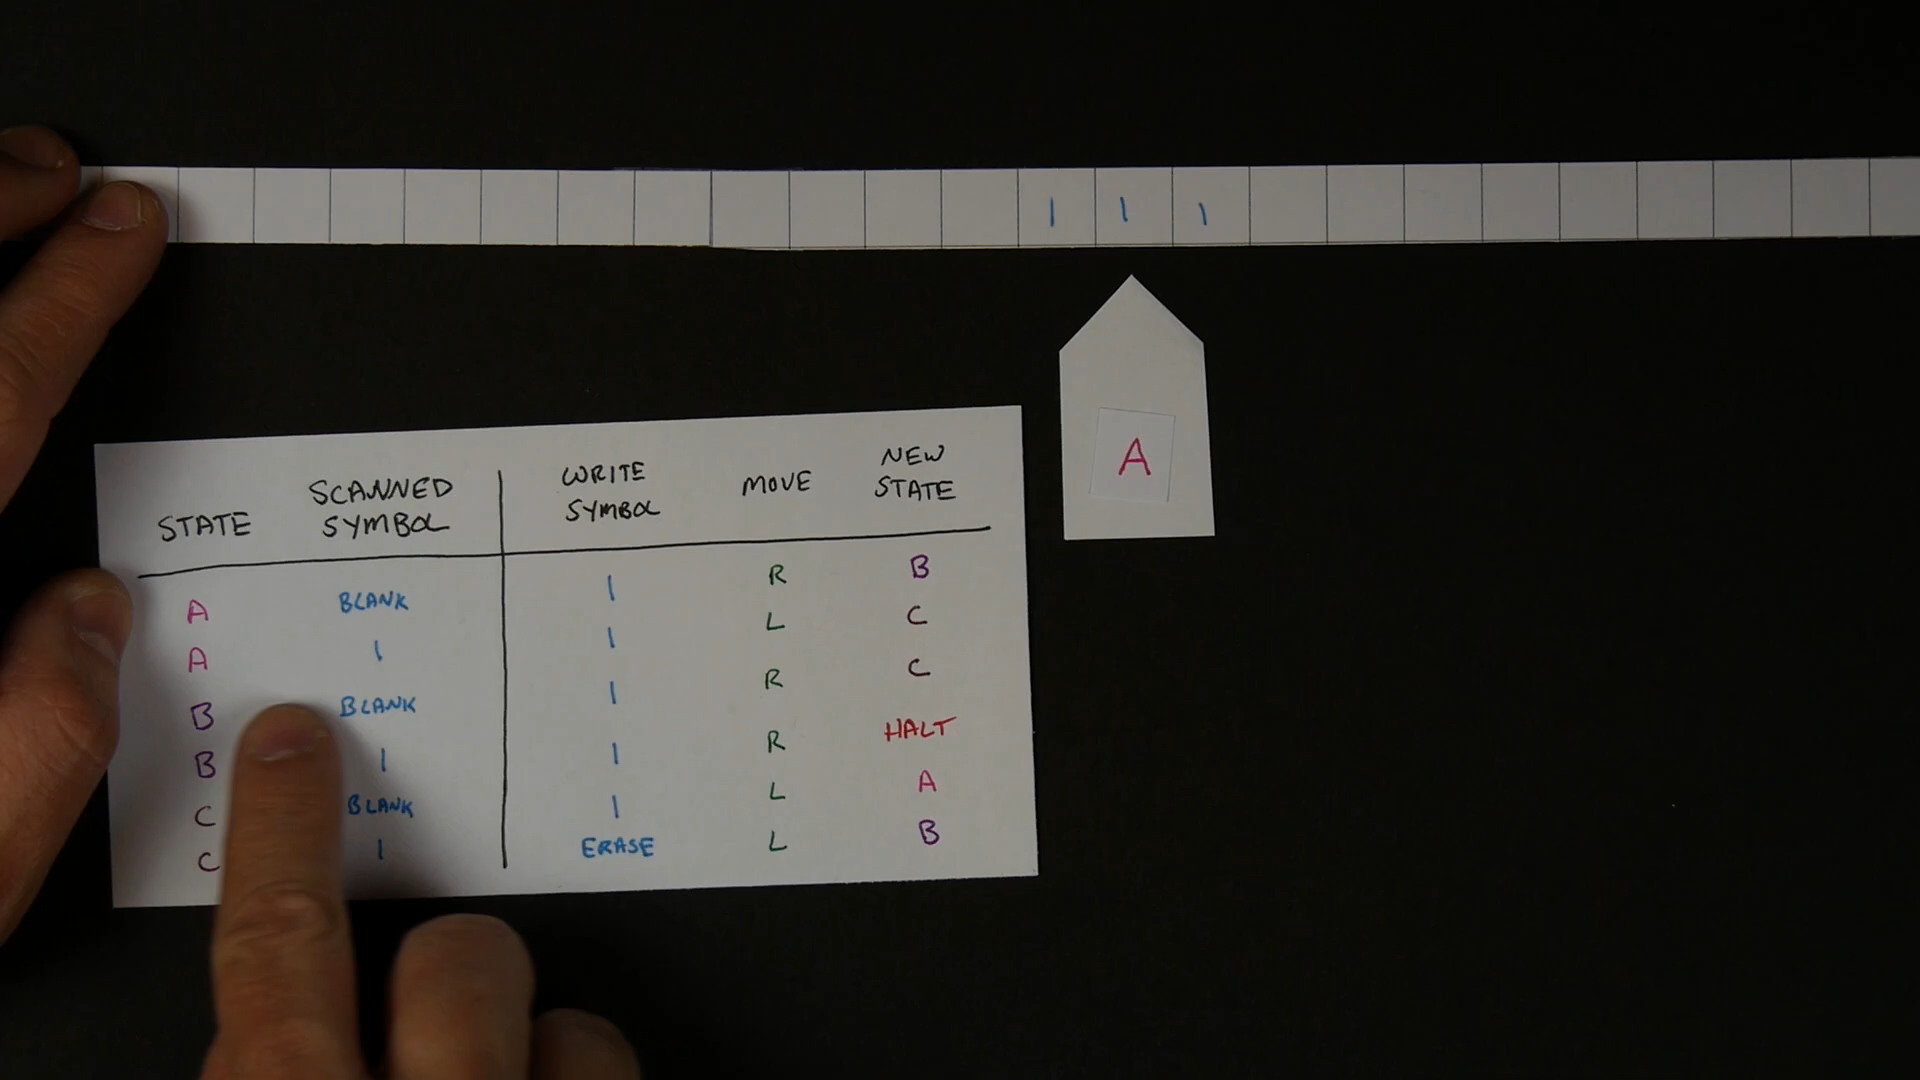 1 1 1
A
STATE SCANNED SYMBOL WRITE SYMBOL MOVE NEW STATE
A BLANK 1 R B
A 1 1 L C
B BLANK 1 R C
B 1 1 R HALT
C BLANK 1 L A
C 1 ERASE L B